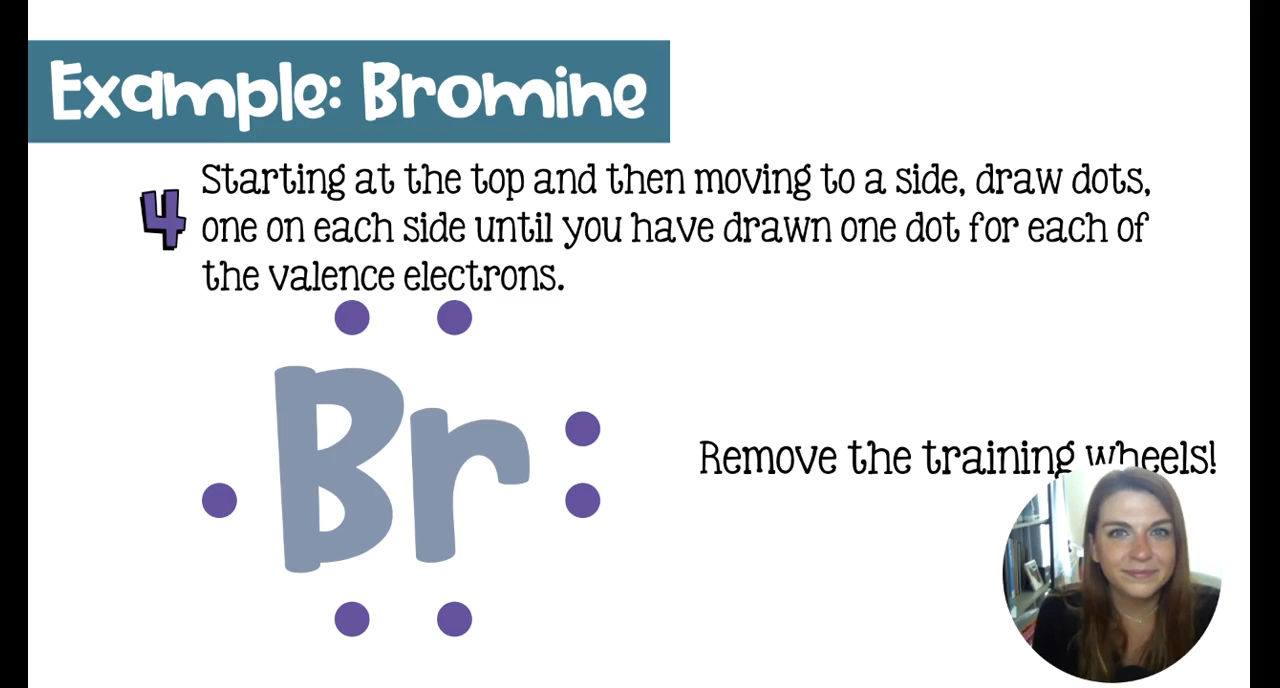 Example: Bromine
4
Starting at the top and then moving to a side, draw dots,
one on each side until you have drawn one dot for each of
the valence electrons.
Br
Remove the training wheels!